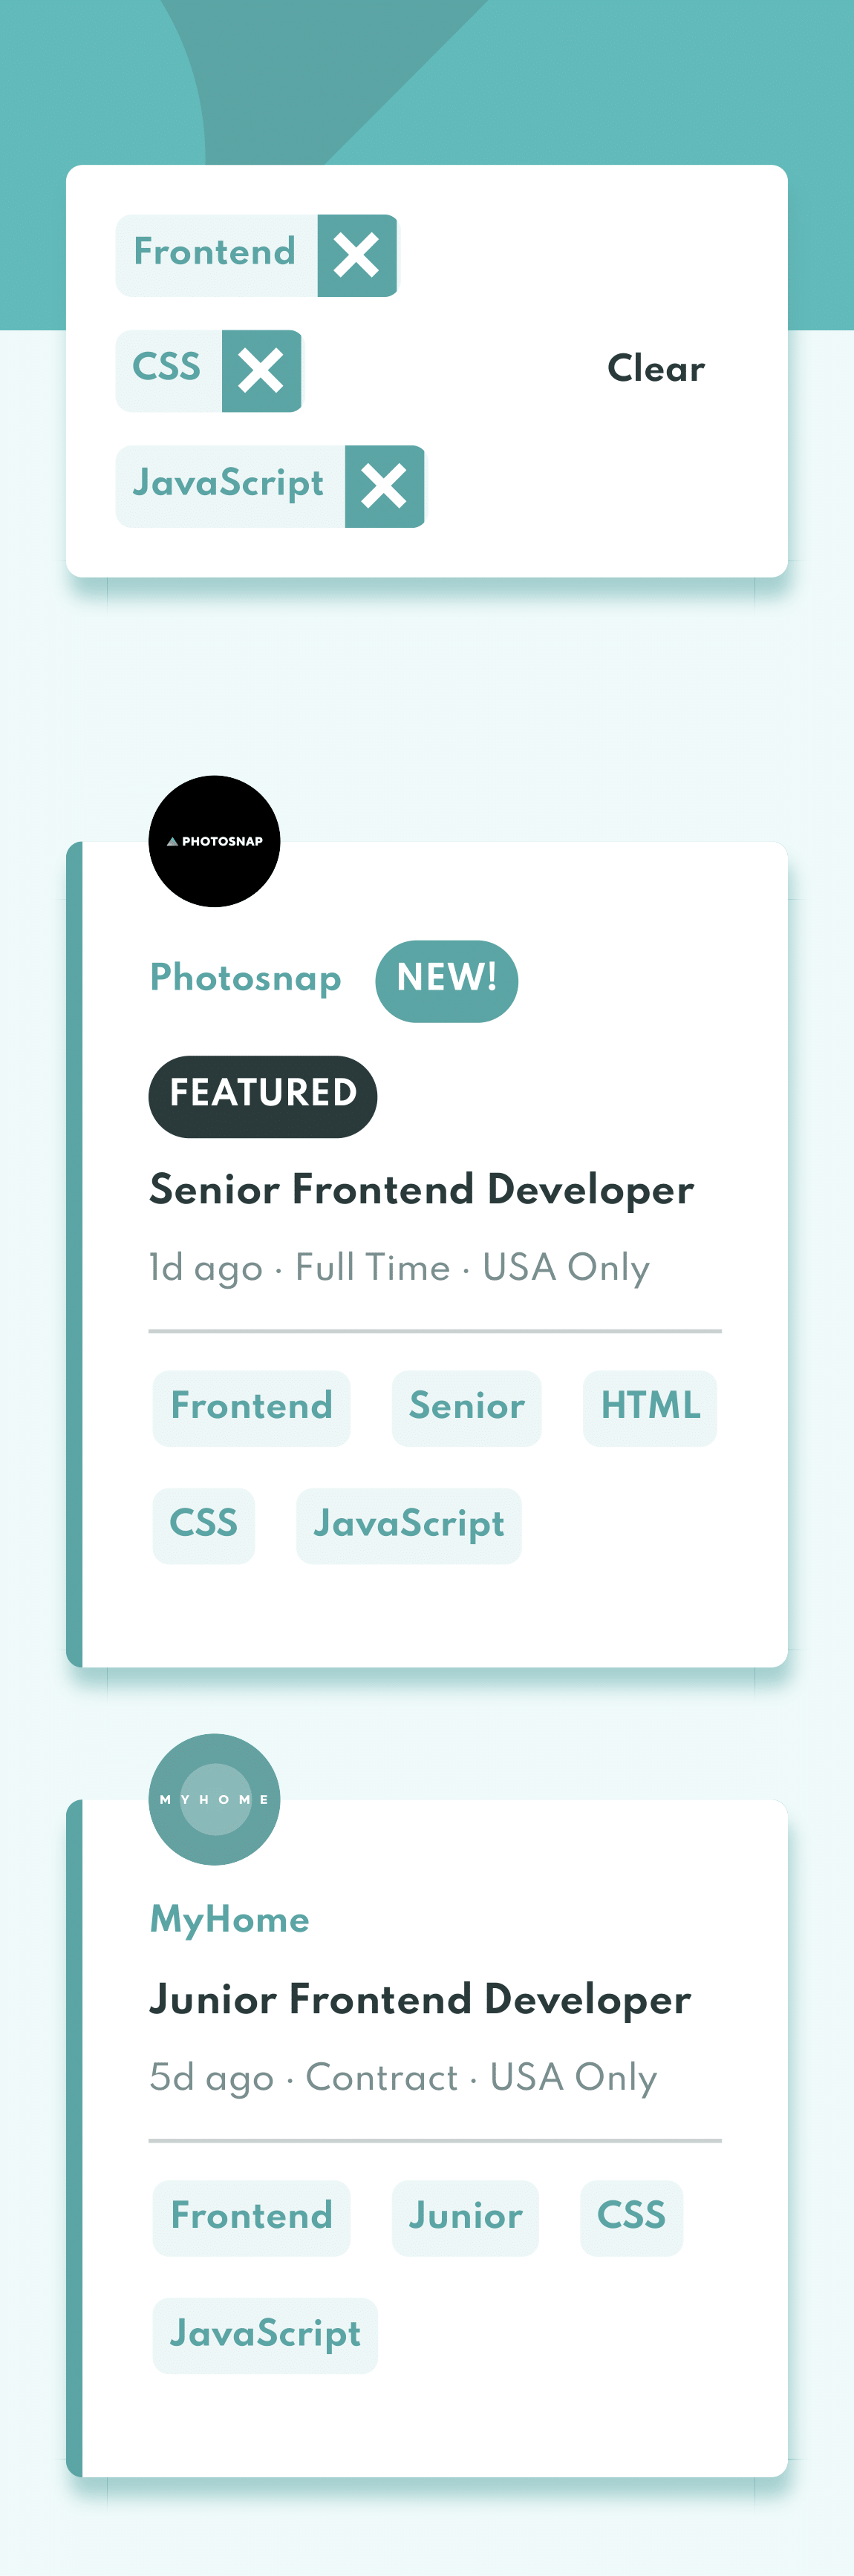 Frontend
CSS
Clear
JavaScript
PHOTOSNAP
Photosnap NEW!
FEATURED
Senior Frontend Developer
1d ago · Full Time · USA Only
Frontend Senior HTML
CSS JavaScript
MYHOME
MyHome
Junior Frontend Developer
5d ago · Contract · USA Only
Frontend Junior CSS
JavaScript